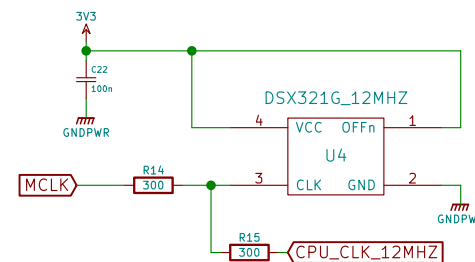 3V3
C22
100n
GNDPWR
DSX321G_12MHZ
4 VCC OFFn 1
U4
3 CLK GND 2
MCLK
R14
300
GNDPW
R15
300
CPU_CLK_12MHZ